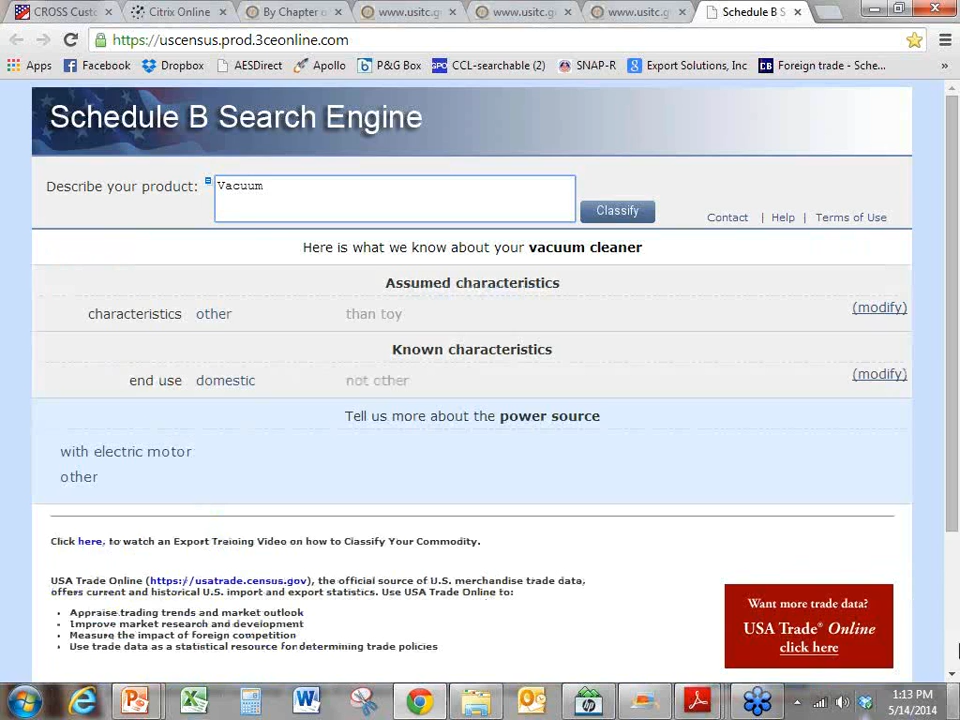 CROSS Custo
Citrix Online
By Chapter o
www.usitc.g
www.usitc.g
www.usitc.g
Schedule B S
https://uscensus.prod.3ceonline.com
Apps
Facebook
Dropbox
AESDirect
Apollo
P&G Box
CCL-searchable (2)
SNAP-R
Export Solutions, Inc
Foreign trade - Sche...
»
Schedule B Search Engine
Describe your product:
Vacuum
Classify
Contact | Help | Terms of Use
Here is what we know about your vacuum cleaner
Assumed characteristics
characteristics other than toy
(modify)
Known characteristics
end use domestic not other
(modify)
Tell us more about the power source
with electric motor
other
Click here, to watch an Export Training Video on how to Classify Your Commodity.
USA Trade Online (https://usatrade.census.gov), the official source of U.S. merchandise trade data,
offers current and historical U.S. import and export statistics. Use USA Trade Online to:
• Appraise trading trends and market outlook
• Improve market research and development
• Measure the impact of foreign competition
• Use trade data as a statistical resource for determining trade policies
Want more trade data?
USA Trade® Online
click here
1:13 PM
5/14/2014